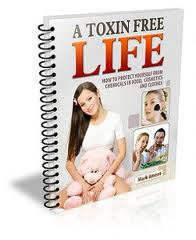 A TOXIN FREE
LIFE
HOW TO PROTECT YOURSELF FROM
CHEMICALS IN FOOD, COSMETICS
AND CLOTHES